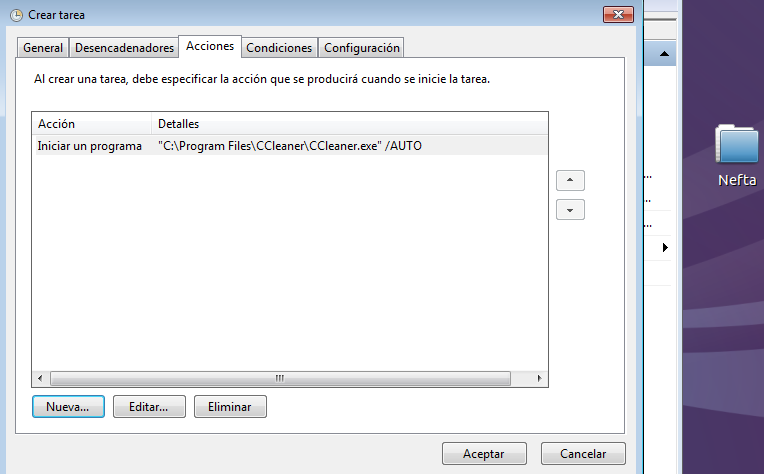 Crear tarea
General Desencadenadores Acciones Condiciones Configuración
Al crear una tarea, debe especificar la acción que se producirá cuando se inicie la tarea.
Acción Detalles
Iniciar un programa "C:\Program Files\CCleaner\CCleaner.exe" /AUTO
Nefta
...
...
...
Nueva... Editar... Eliminar
Aceptar Cancelar